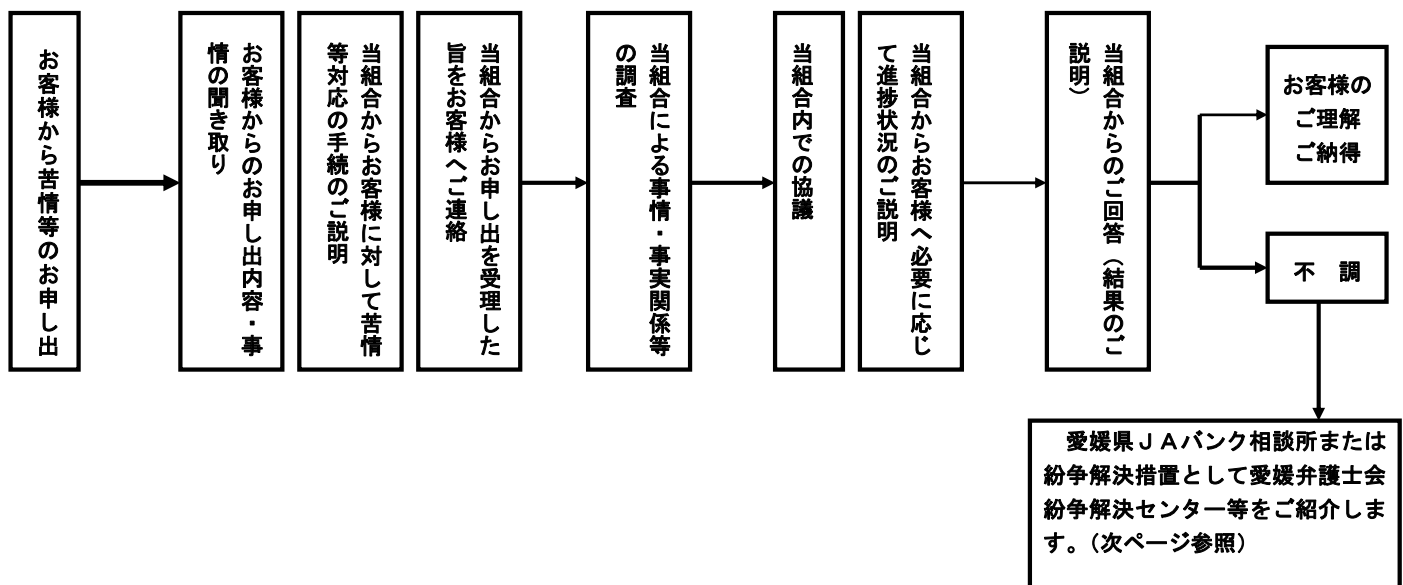 お客様から苦情等のお申し出
お客様からのお申し出内容・事
情の聞き取り
当組合からお客様に対して苦情
等対応の手続のご説明
当組合からお申し出を受理した
旨をお客様へご連絡
当組合による事情・事実関係等
の調査
当組合内での協議
当組合からお客様へ必要に応じ
て進捗状況のご説明
当組合からのご回答（結果のご
説明）
お客様の
ご理解
ご納得
不　調
愛媛県ＪＡバンク相談所または
紛争解決措置として愛媛弁護士会
紛争解決センター等をご紹介しま
す。（次ページ参照）